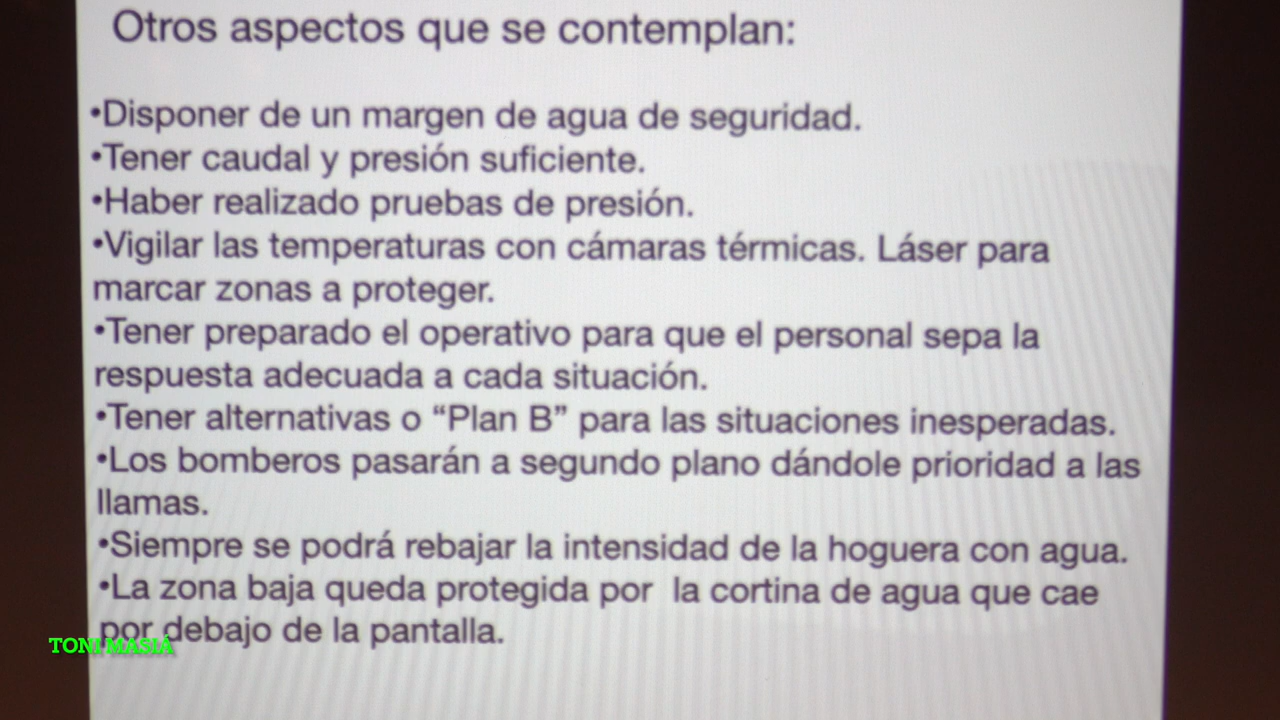 Otros aspectos que se contemplan:
•Disponer de un margen de agua de seguridad.
•Tener caudal y presión suficiente.
•Haber realizado pruebas de presión.
•Vigilar las temperaturas con cámaras térmicas. Láser para
marcar zonas a proteger.
•Tener preparado el operativo para que el personal sepa la
respuesta adecuada a cada situación.
•Tener alternativas o “Plan B” para las situaciones inesperadas.
•Los bomberos pasarán a segundo plano dándole prioridad a las
llamas.
•Siempre se podrá rebajar la intensidad de la hoguera con agua.
•La zona baja queda protegida por  la cortina de agua que cae
por debajo de la pantalla.
TONI MASIÁ